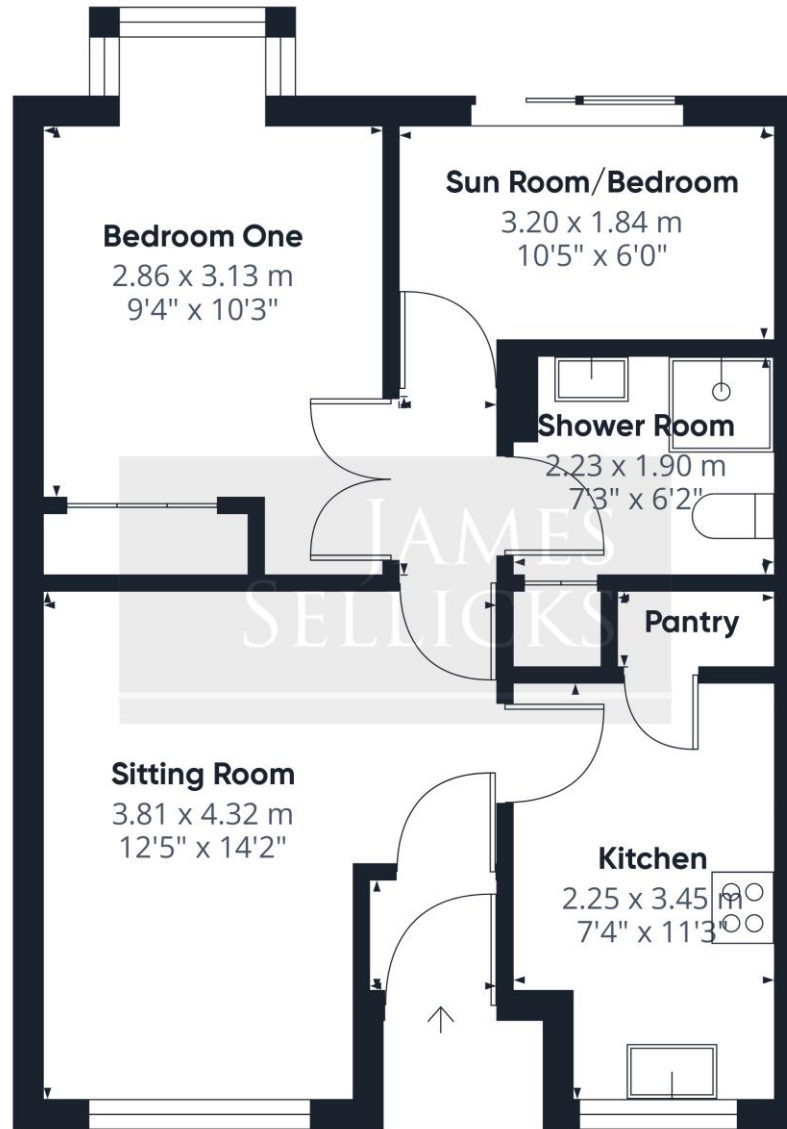 Bedroom One
2.86 x 3.13 m
9'4" x 10'3"
Sun Room/Bedroom
3.20 x 1.84 m
10'5" x 6'0"
Shower Room
2.23 x 1.90 m
7'3" x 6'2"
JAMES
SELLICKS
Pantry
Sitting Room
3.81 x 4.32 m
12'5" x 14'2"
Kitchen
2.25 x 3.45 m
7'4" x 11'3"